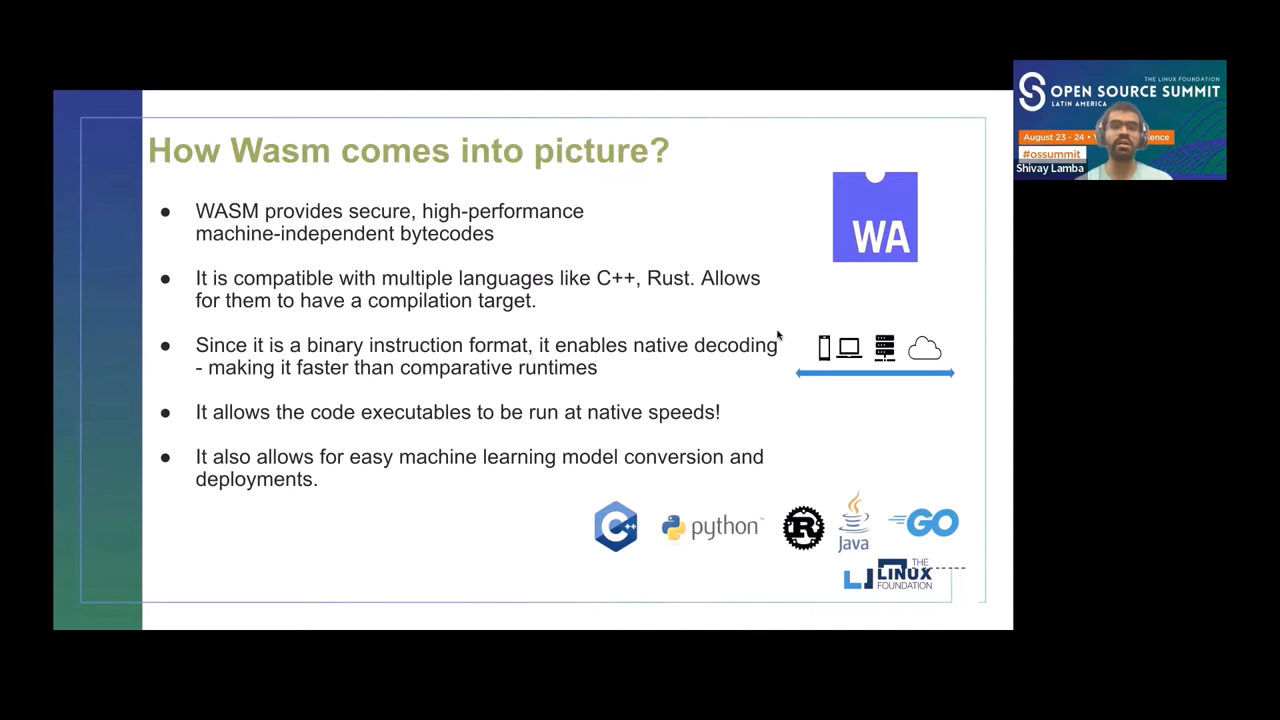 How Wasm comes into picture?
● WASM provides secure, high-performance
machine-independent bytecodes
● It is compatible with multiple languages like C++, Rust. Allows
for them to have a compilation target.
● Since it is a binary instruction format, it enables native decoding
- making it faster than comparative runtimes
● It allows the code executables to be run at native speeds!
● It also allows for easy machine learning model conversion and
deployments.
WA
C++
python
R
Java
GO
THE
LINUX
FOUNDATION
THE LINUX FOUNDATION
OPEN SOURCE SUMMIT
LATIN AMERICA
August 23 - 24
ence
#ossummit
Shivay Lamba